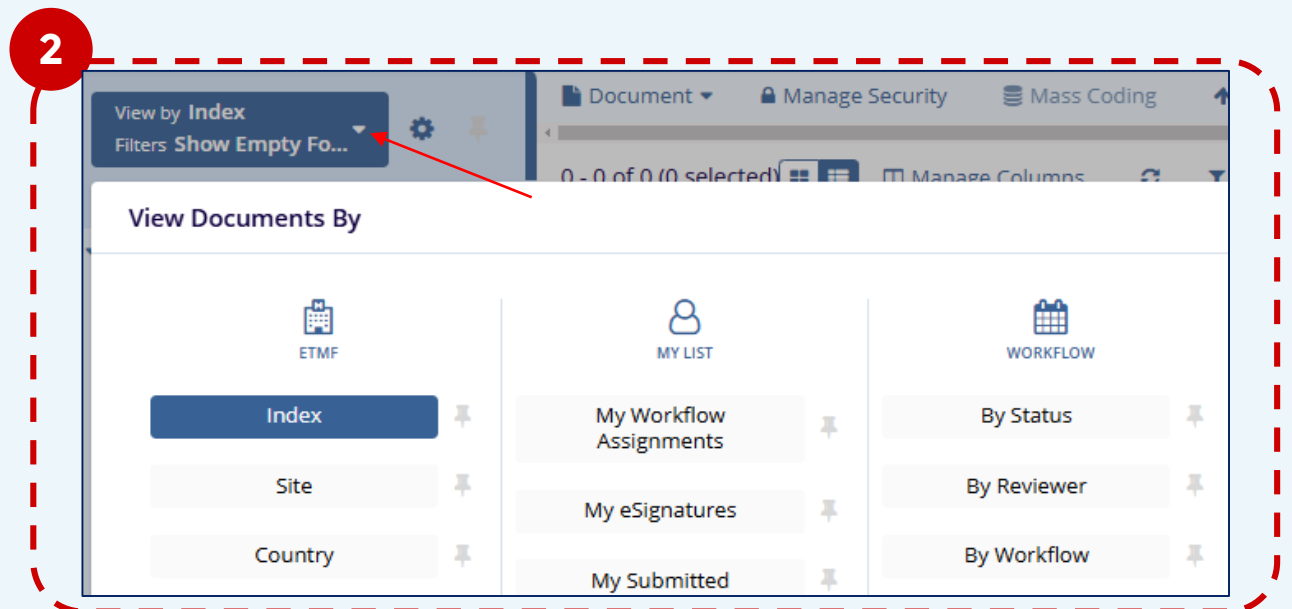 2
View by Index
Filters Show Empty Fo...
Document
Manage Security
Mass Coding
0 - 0 of 0 (0 selected)
Manage Columns
View Documents By
ETMF
MY LIST
WORKFLOW
Index
My Workflow
Assignments
By Status
Site
My eSignatures
By Reviewer
Country
My Submitted
By Workflow